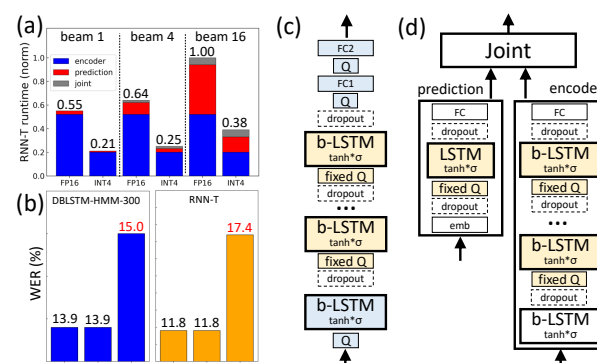 (a)
beam 1
beam 4
beam 16
RNN-T runtime (norm)
1.0
0.8
0.6
0.4
0.2
0.0
encoder
prediction
joint
0.55
0.21
0.64
0.25
1.00
0.38
FP16
INT4
FP16
INT4
FP16
INT4
(b)
WER (%)
DBLSTM-HMM-300
13.9
13.9
15.0
RNN-T
11.8
11.8
17.4
(c)
FC2
Q
FC1
Q
dropout
b-LSTM
tanh*σ
fixed Q
dropout
...
b-LSTM
tanh*σ
fixed Q
dropout
b-LSTM
tanh*σ
Q
(d)
Joint
prediction
FC
dropout
LSTM
tanh*σ
fixed Q
dropout
emb
encode
FC
dropout
b-LSTM
tanh*σ
fixed Q
dropout
...
b-LSTM
tanh*σ
fixed Q
dropout
b-LSTM
tanh*σ